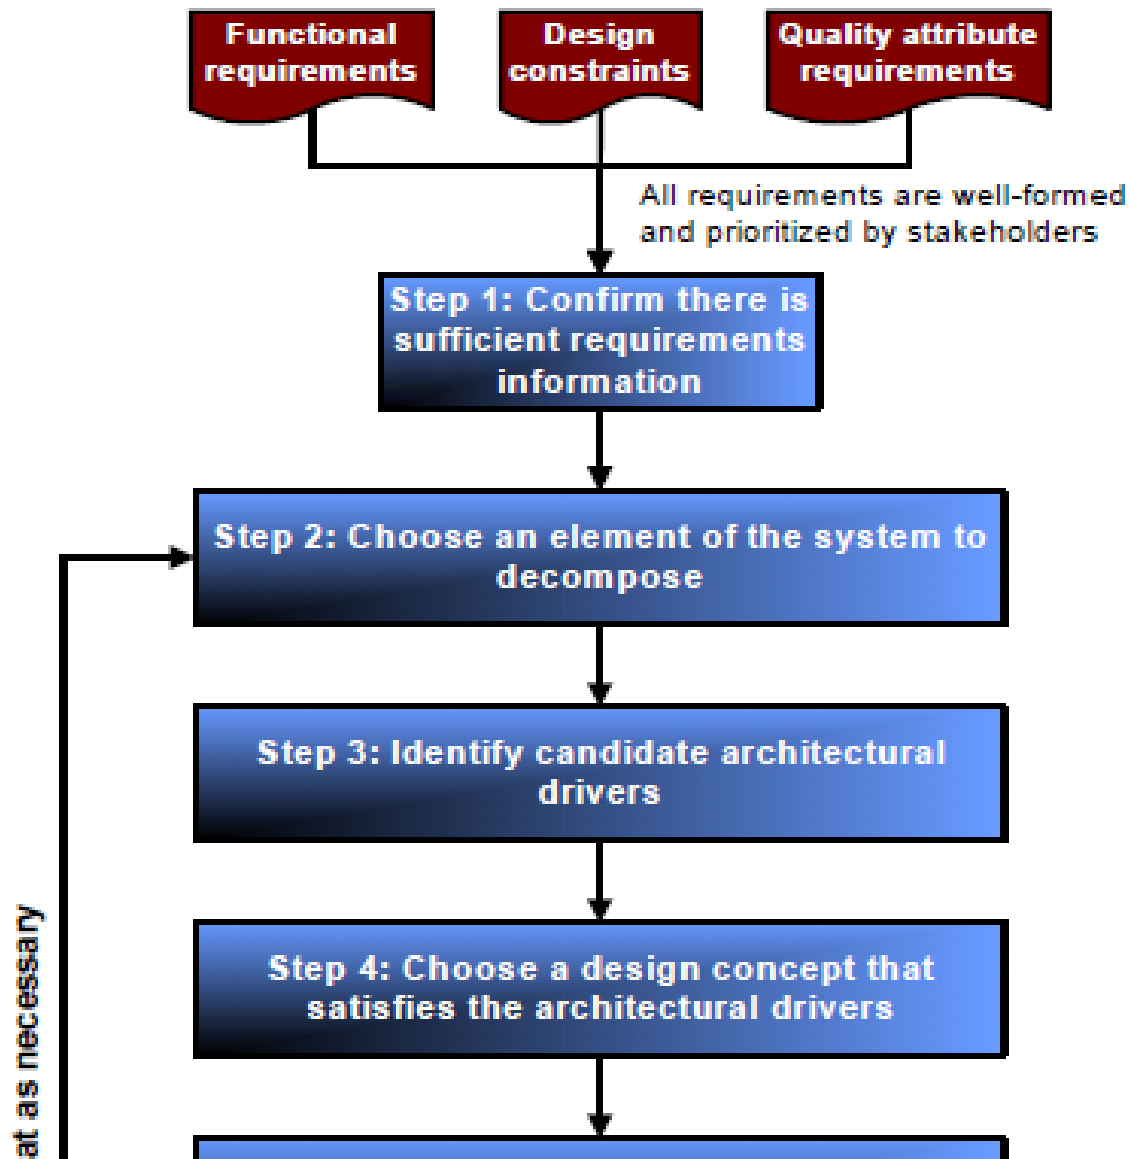 Functional
requirements
Design
constraints
Quality attribute
requirements
All requirements are well-formed
and prioritized by stakeholders
Step 1: Confirm there is
sufficient requirements
information
Step 2: Choose an element of the system to
decompose
Step 3: Identify candidate architectural
drivers
Step 4: Choose a design concept that
satisfies the architectural drivers
at as necessary